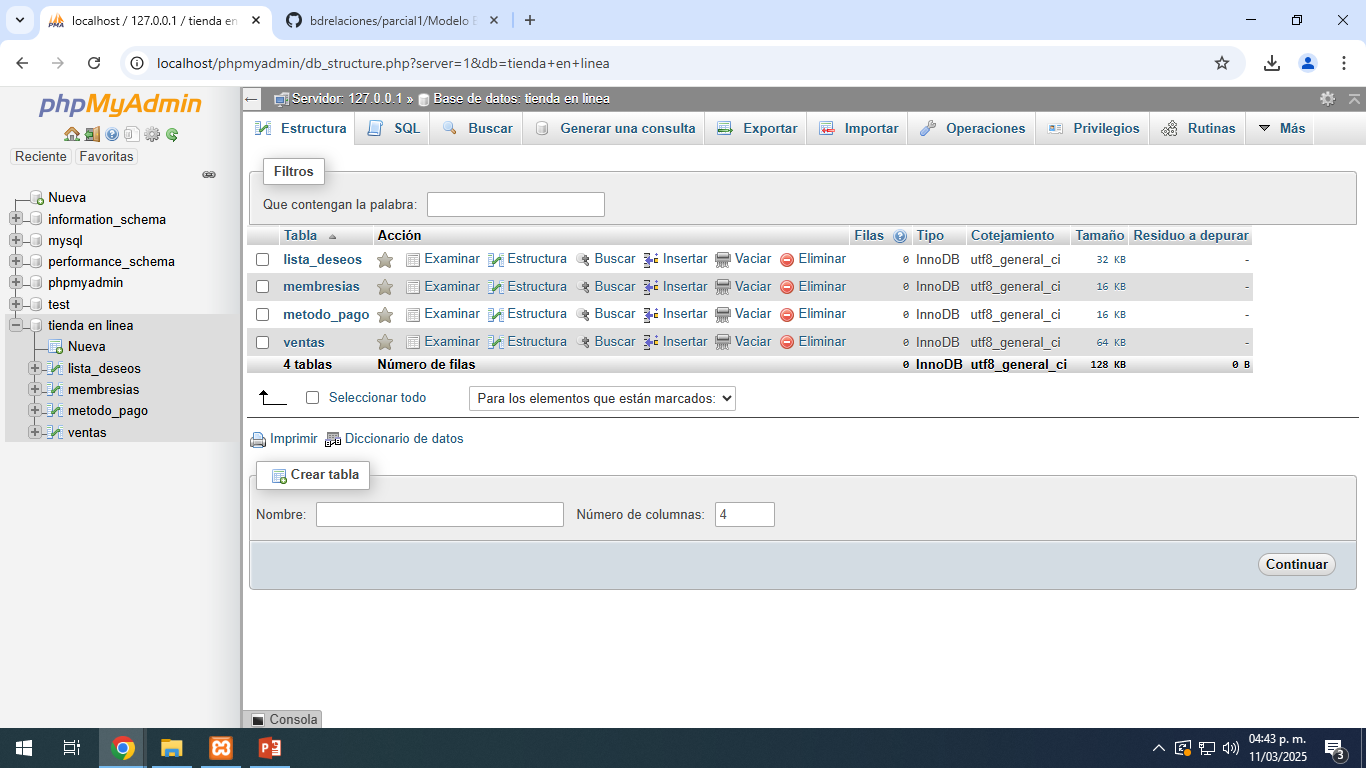 localhost / 127.0.0.1 / tienda en
bdrelaciones/parcial1/Modelo E
localhost/phpmyadmin/db_structure.php?server=1&db=tienda+en+linea
phpMyAdmin
Reciente Favoritas
Nueva
information_schema
mysql
performance_schema
phpmyadmin
test
tienda en linea
Nueva
lista_deseos
membresias
metodo_pago
ventas
Servidor: 127.0.0.1 » Base de datos: tienda en linea
Estructura SQL Buscar Generar una consulta Exportar Importar Operaciones Privilegios Rutinas Más
Filtros
Que contengan la palabra:
Tabla Acción Filas Tipo Cotejamiento Tamaño Residuo a depurar
lista_deseos Examinar Estructura Buscar Insertar Vaciar Eliminar 0 InnoDB utf8_general_ci 32 KB -
membresias Examinar Estructura Buscar Insertar Vaciar Eliminar 0 InnoDB utf8_general_ci 16 KB -
metodo_pago Examinar Estructura Buscar Insertar Vaciar Eliminar 0 InnoDB utf8_general_ci 16 KB -
ventas Examinar Estructura Buscar Insertar Vaciar Eliminar 0 InnoDB utf8_general_ci 64 KB -
4 tablas Número de filas 0 InnoDB utf8_general_ci 128 KB 0 B
Seleccionar todo Para los elementos que están marcados:
Imprimir Diccionario de datos
Crear tabla
Nombre: Número de columnas: 4
Continuar
Consola
04:43 p. m.
11/03/2025
3